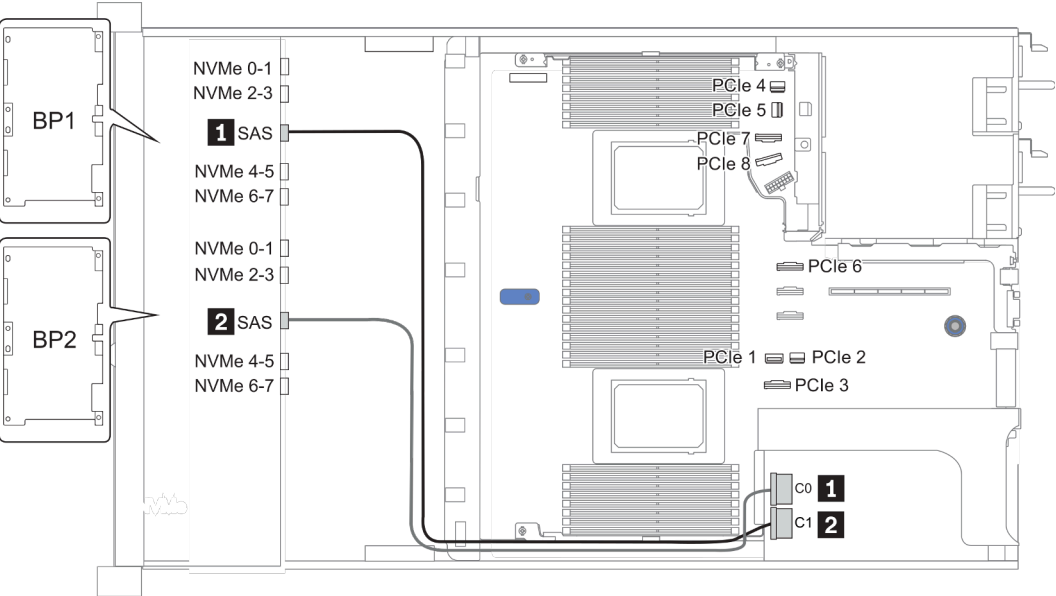 BP1
NVMe 0-1
NVMe 2-3
1 SAS
NVMe 4-5
NVMe 6-7
BP2
NVMe 0-1
NVMe 2-3
2 SAS
NVMe 4-5
NVMe 6-7
PCIe 4
PCIe 5
PCIe 7
PCIe 8
PCIe 6
PCIe 1
PCIe 2
PCIe 3
C0 1
C1 2